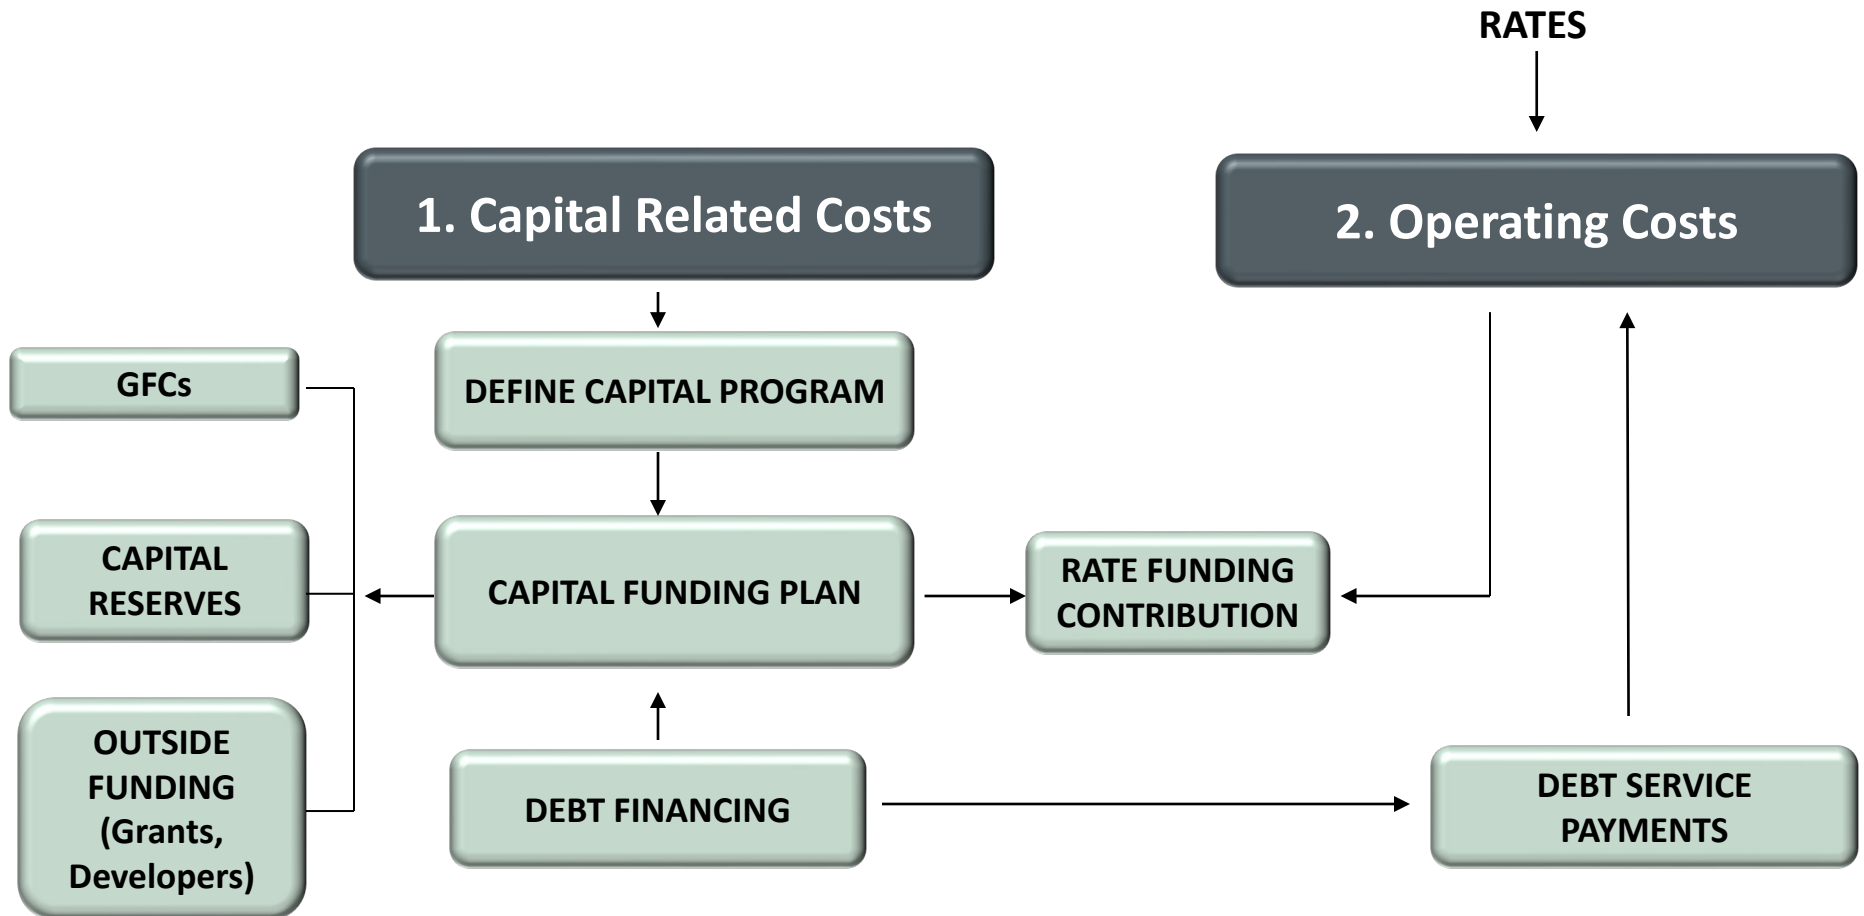 RATES
1. Capital Related Costs
2. Operating Costs
GFCs
DEFINE CAPITAL PROGRAM
CAPITAL
RESERVES
CAPITAL FUNDING PLAN
RATE FUNDING
CONTRIBUTION
OUTSIDE
FUNDING
(Grants,
Developers)
DEBT FINANCING
DEBT SERVICE
PAYMENTS